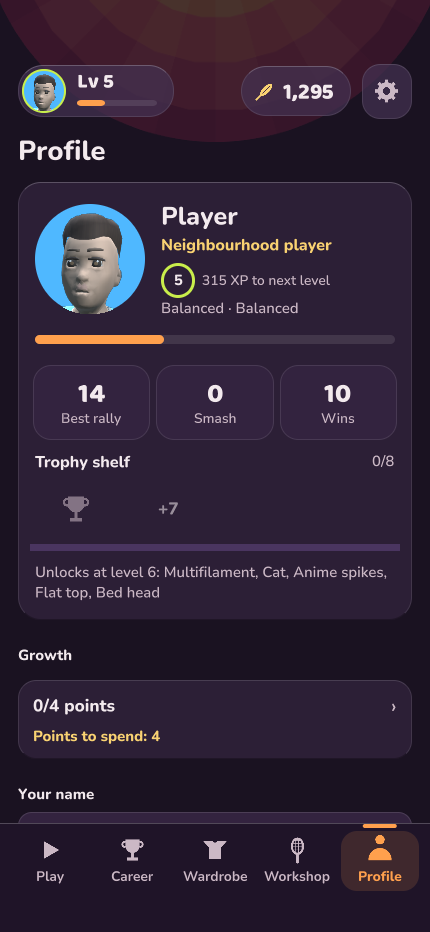 Lv 5
1,295
Profile
Player
Neighbourhood player
5
315 XP to next level
Balanced · Balanced
14
Best rally
0
Smash
10
Wins
Trophy shelf
0/8
+7
Unlocks at level 6: Multifilament, Cat, Anime spikes,
Flat top, Bed head
Growth
0/4 points
›
Points to spend: 4
Your name
Play
Career
Wardrobe
Workshop
Profile